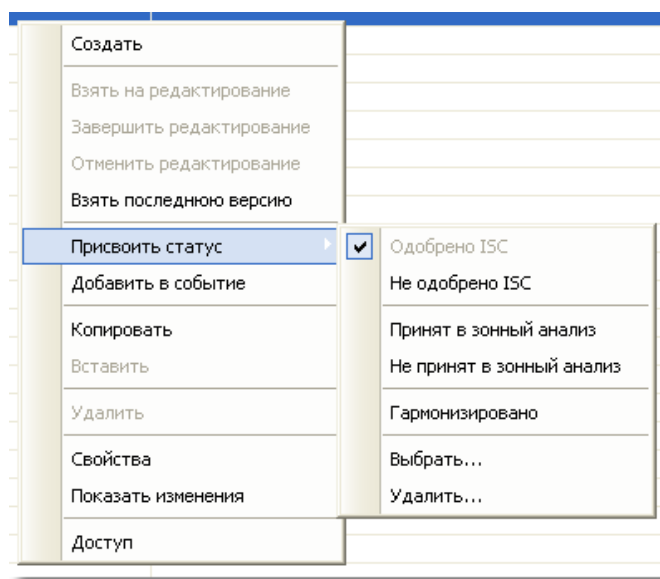 Создать
Взять на редактирование
Завершить редактирование
Отменить редактирование
Взять последнюю версию
Присвоить статус
Добавить в событие
Копировать
Вставить
Удалить
Свойства
Показать изменения
Доступ
Одобрено ISC
Не одобрено ISC
Принят в зонный анализ
Не принят в зонный анализ
Гармонизировано
Выбрать...
Удалить...